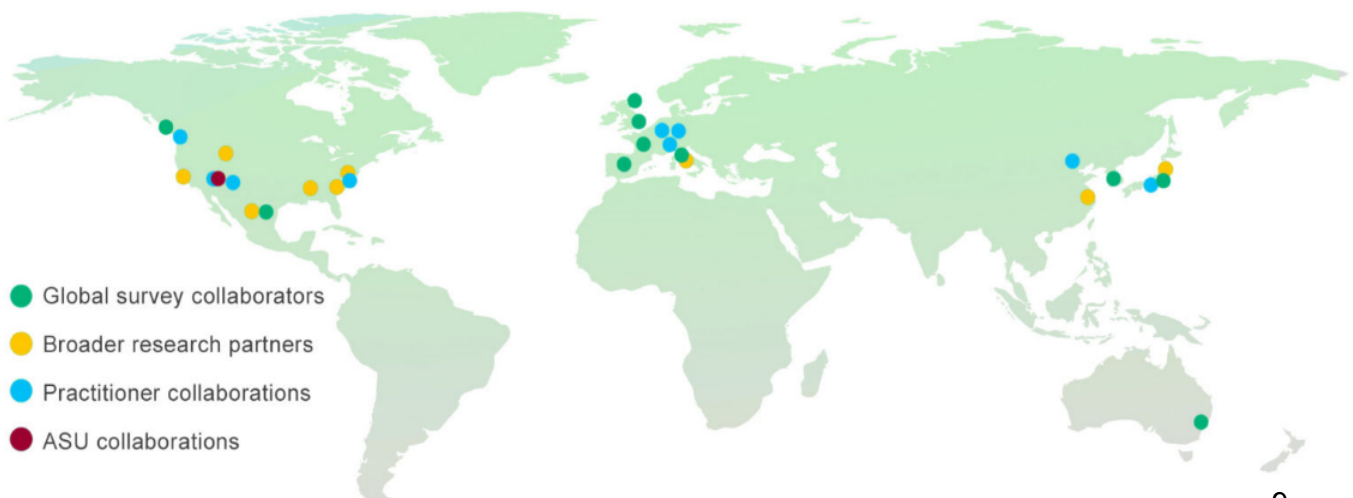 Global survey collaborators
Broader research partners
Practitioner collaborations
ASU collaborations